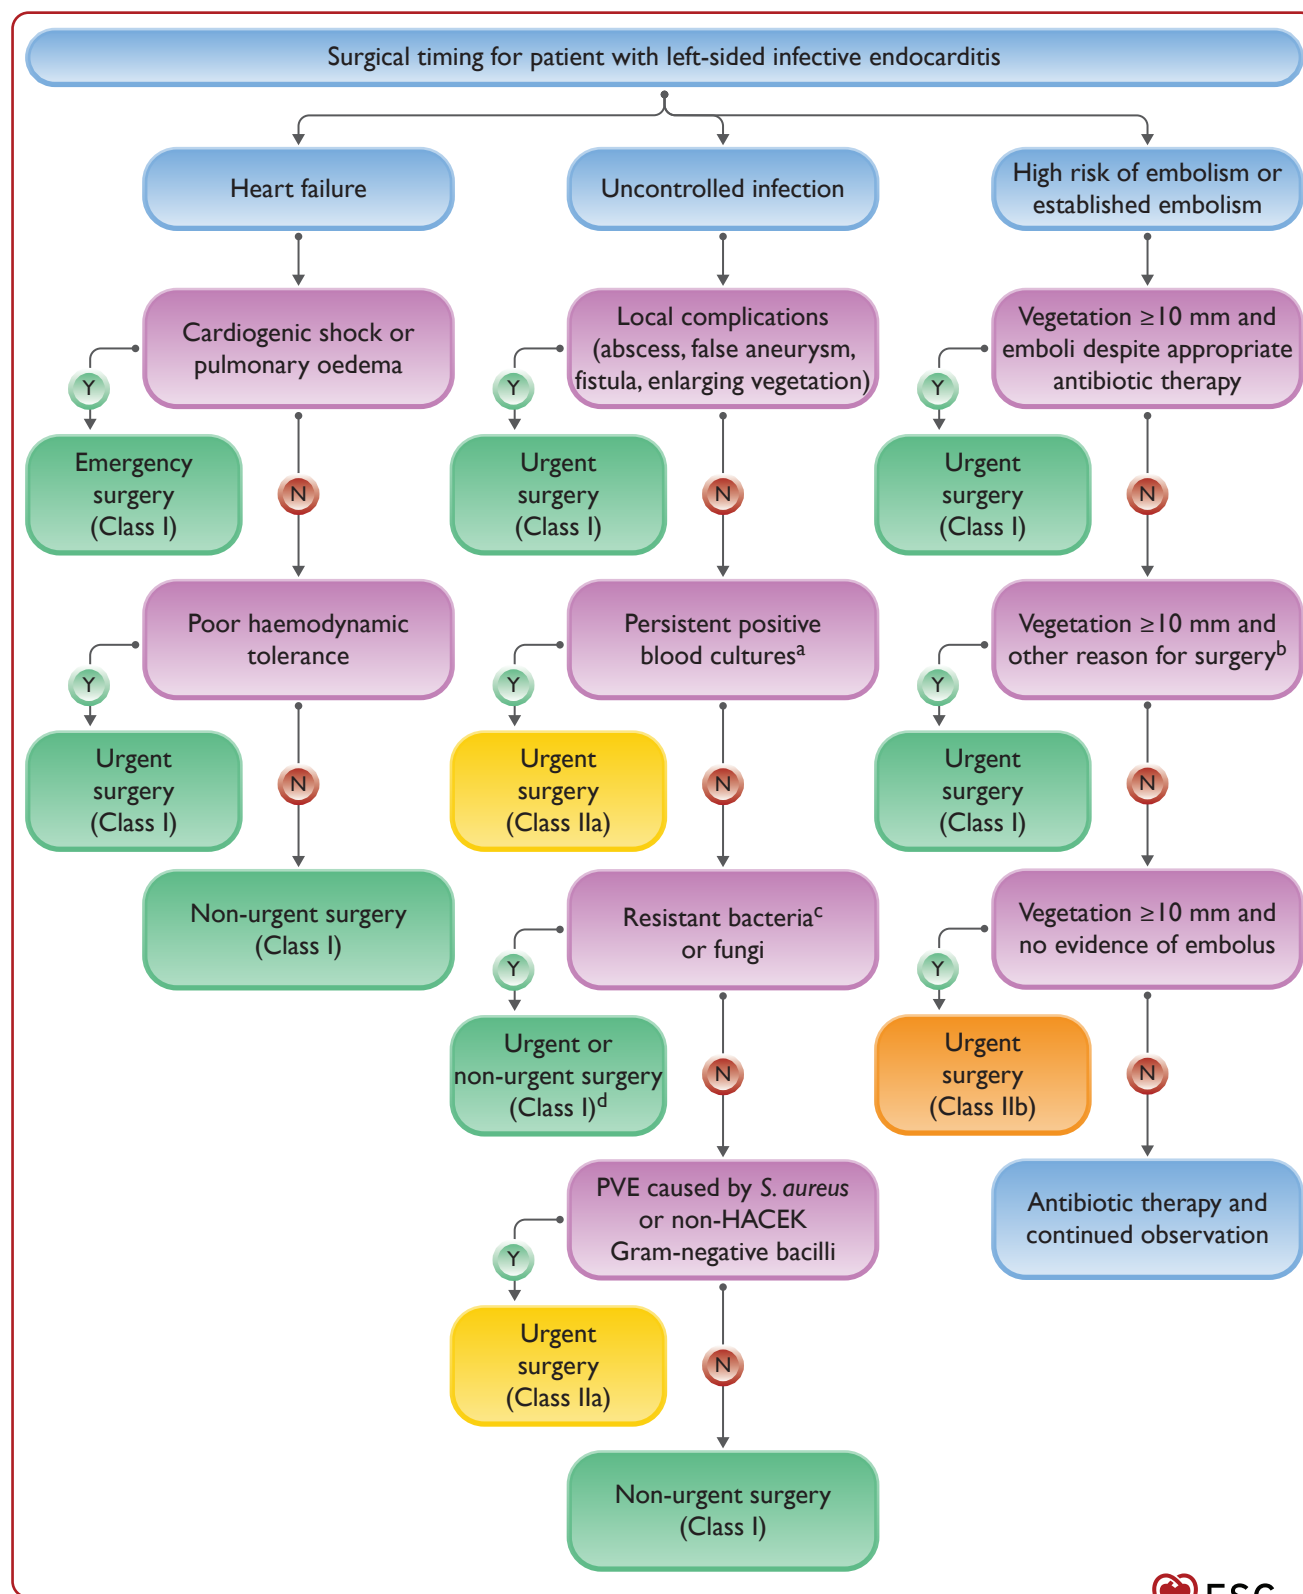 Surgical timing for patient with left-sided infective endocarditis
Heart failure
Uncontrolled infection
High risk of embolism or
established embolism
Cardiogenic shock or
pulmonary oedema
Local complications
(abscess, false aneurysm,
fistula, enlarging vegetation)
Vegetation ≥10 mm and
emboli despite appropriate
antibiotic therapy
Y
Y
Y
Emergency
surgery
(Class I)
N
Urgent
surgery
(Class I)
N
Urgent
surgery
(Class I)
N
Poor haemodynamic
tolerance
Persistent positive
blood culturesᵃ
Vegetation ≥10 mm and
other reason for surgeryᵇ
Y
Y
Y
Urgent
surgery
(Class I)
N
Urgent
surgery
(Class IIa)
N
Urgent
surgery
(Class I)
N
Non-urgent surgery
(Class I)
Resistant bacteriaᶜ
or fungi
Vegetation ≥10 mm and
no evidence of embolus
Y
Y
Urgent or
non-urgent surgery
(Class I)ᵈ
N
Urgent
surgery
(Class IIb)
N
PVE caused by S. aureus
or non-HACEK
Gram-negative bacilli
Antibiotic therapy and
continued observation
Y
Urgent
surgery
(Class IIa)
N
Non-urgent surgery
(Class I)
ESC